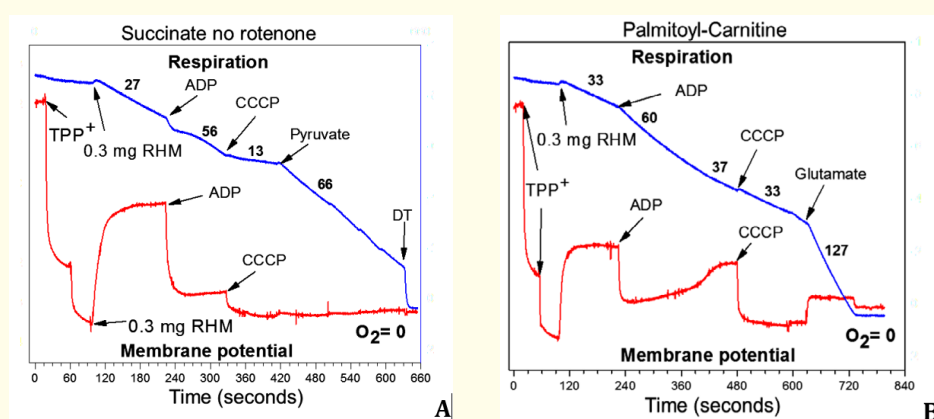 Succinate no rotenone
Respiration
27
ADP
CCCP
TPP+
0.3 mg RHM
56
13
Pyruvate
66
ADP
DT
CCCP
0.3 mg RHM
O2= 0
Membrane potential
0 60 120 180 240 300 360 420 480 540 600 660
Time (seconds)
A
Palmitoyl-Carnitine
Respiration
33
ADP
0.3 mg RHM
60
CCCP
37
33
Glutamate
TPP+
ADP
CCCP
127
O2= 0
Membrane potential
0 120 240 360 480 600 720 840
Time (seconds)